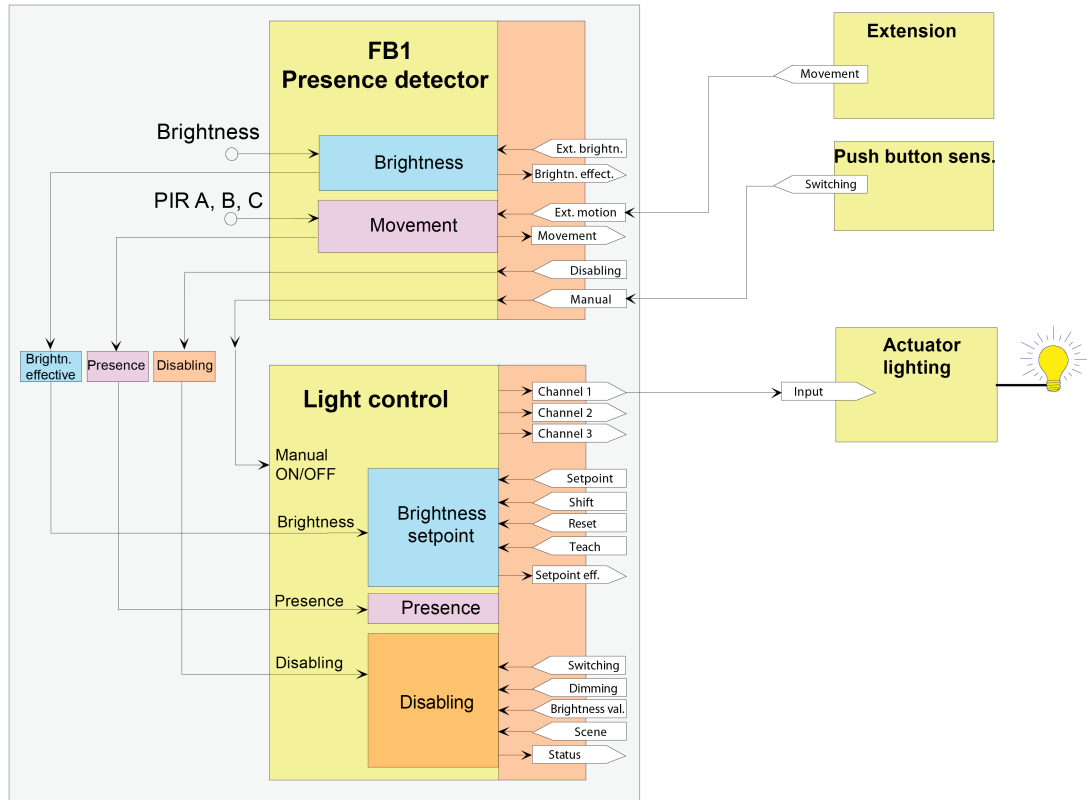 FB1
Presence detector
Brightness
Brightness
Ext. brightn.
Brightn. effect.
PIR A, B, C
Movement
Ext. motion
Movement
Disabling
Manual
Extension
Movement
Push button sens.
Switching
Brightn.
effective
Presence
Disabling
Actuator
lighting
Input
Light control
Channel 1
Channel 2
Channel 3
Manual
ON/OFF
Brightness
Brightness
setpoint
Setpoint
Shift
Reset
Teach
Setpoint eff.
Presence
Presence
Disabling
Disabling
Switching
Dimming
Brightness val.
Scene
Status